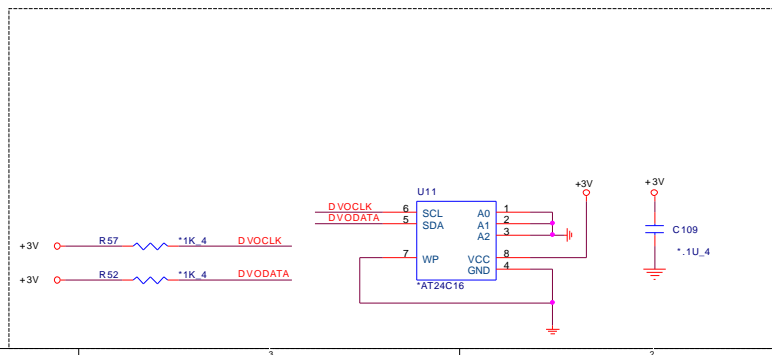 U11
+3V
+3V
DVOCLK 6 SCL A0 1
DVODATA 5 SDA A1 2
A2 3
C109
+3V R57 *1K_4 DVOCLK
*.1U_4
7 WP VCC 8
GND 4
+3V R52 *1K_4 DVODATA
*AT24C16
3
2